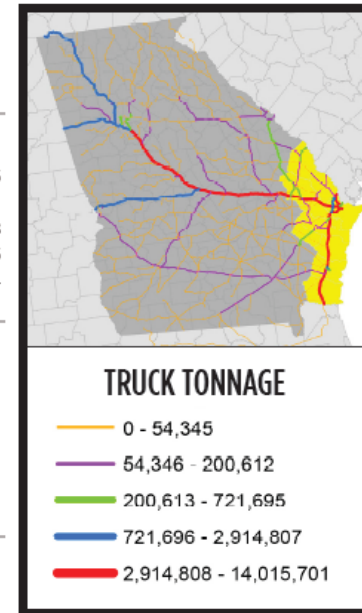 TRUCK TONNAGE
0 - 54,345
54,346 - 200,612
200,613 - 721,695
721,696 - 2,914,807
2,914,808 - 14,015,701